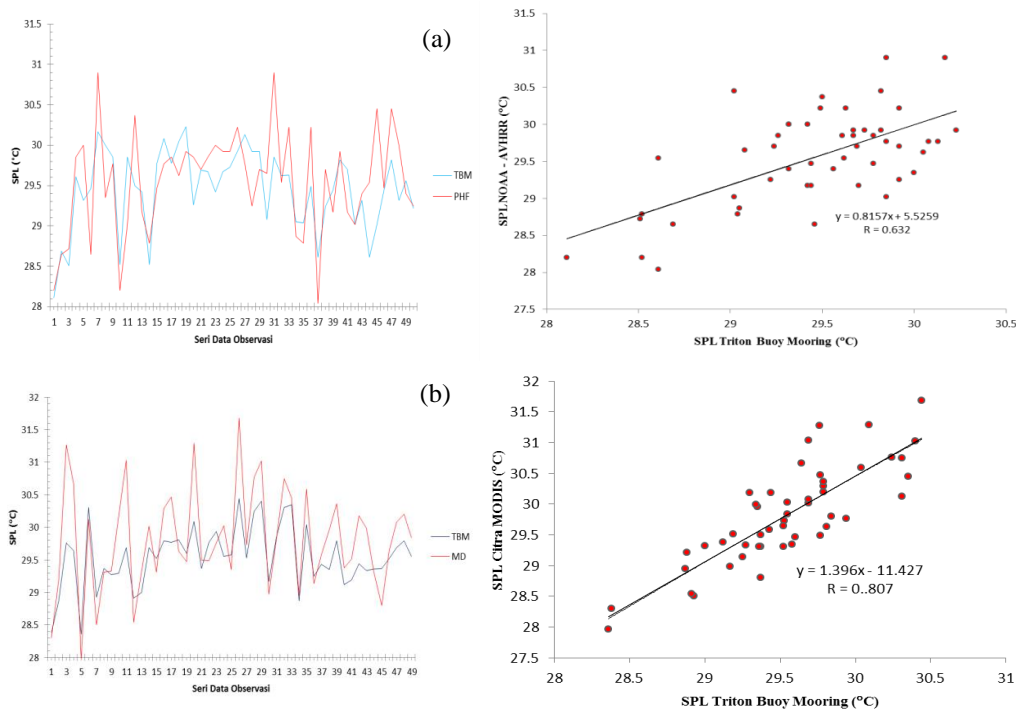 (a)
31.5
31
30.5
30
29.5
29
28.5
28
SPL (°C)
1 3 5 7 9 11 13 15 17 19 21 23 25 27 29 31 33 35 37 39 41 43 45 47 49
Seri Data Observasi
TBM
PHF
31.5
31
30.5
30
29.5
29
28.5
28
27.5
SPLNOAA - AVHRR (°C)
y = 0.8157x + 5.5259
R = 0.632
28 28.5 29 29.5 30 30.5
SPL Triton Buoy Mooring (°C)
(b)
32
31.5
31
30.5
30
29.5
29
28.5
28
SPL (°C)
1 3 5 7 9 11 13 15 17 19 21 23 25 27 29 31 33 35 37 39 41 43 45 47 49
Seri Data Observasi
TBM
MD
32
31.5
31
30.5
30
29.5
29
28.5
28
27.5
SPL Citra MODIS (°C)
y = 1.396x - 11.427
R = 0..807
28 28.5 29 29.5 30 30.5 31
SPL Triton Buoy Mooring (°C)